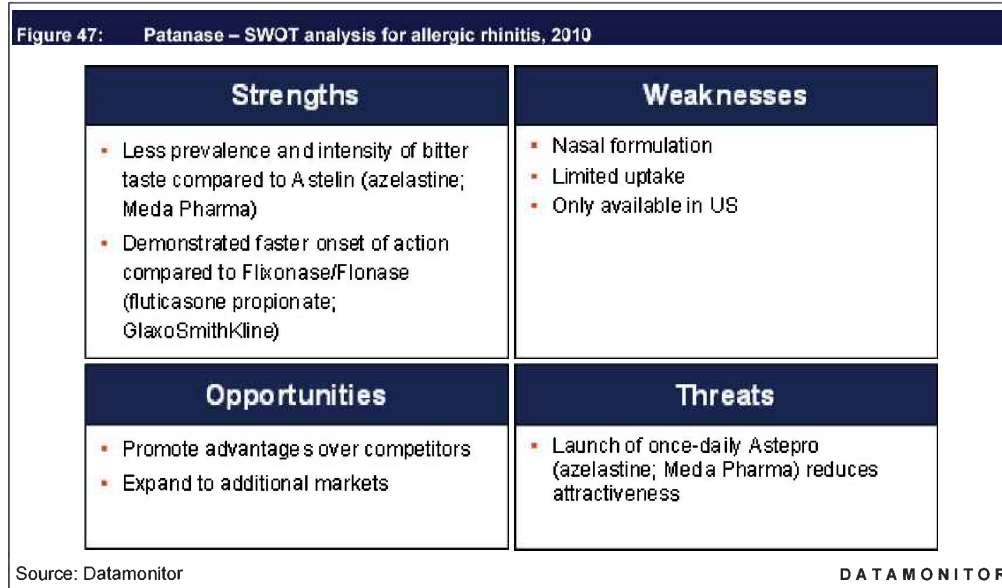 Figure 47: Patanase – SWOT analysis for allergic rhinitis, 2010
Strengths
▪ Less prevalence and intensity of bitter
taste compared to Astelin (azelastine;
Meda Pharma)
▪ Demonstrated faster onset of action
compared to Flixonase/Flonase
(fluticasone propionate;
GlaxoSmithKline)
Weaknesses
▪ Nasal formulation
▪ Limited uptake
▪ Only available in US
Opportunities
▪ Promote advantages over competitors
▪ Expand to additional markets
Threats
▪ Launch of once-daily Astepro
(azelastine; Meda Pharma) reduces
attractiveness
Source: Datamonitor
DATAMONITOR